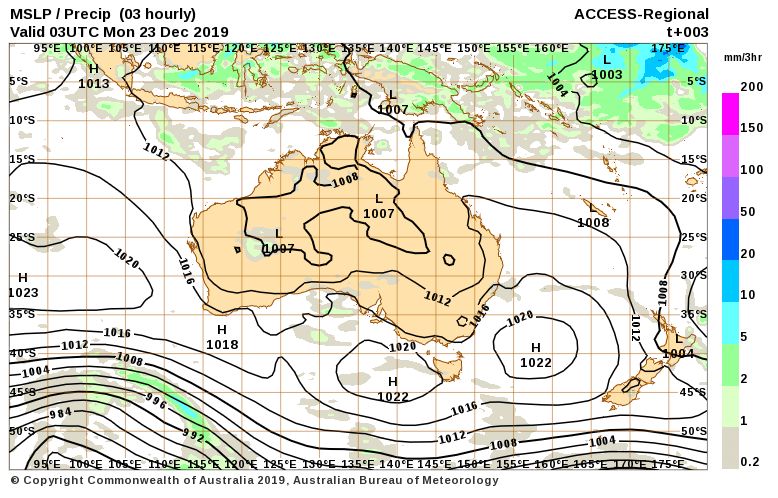 MSLP / Precip (03 hourly) ACCESS-Regional
Valid 03UTC Mon 23 Dec 2019 t+003
95°E 100°E 105°E 110°E 115°E 120°E 125°E 130°E 135°E 140°E 145°E 150°E 155°E 160°E 175°E
mm/3hr
H
1013
L
1003
1004
5°S 5°S
200
L
1007
10°S 10°S
150
1012
15°S 15°S
100
1008
20°S 20°S
L
1007
L
1008
50
25°S 25°S
L
1007
1020
20
1016
30°S 30°S
H
1023
1008
10
1012
35°S 35°S
1016
1020
1012
H
1018
5
1016
1012
40°S 40°S
1020
H
1022
L
1004
1008
2
1004
45°S 45°S
H
1022
996
1016
1
984
50°S 50°S
992
1012
1008
1004
0.2
95°E 100°E 105°E 110°E 115°E 120°E 125°E 130°E 135°E 140°E 145°E 150°E 155°E 160°E 165°E 170°E 175°E
© Copyright Commonwealth of Australia 2019, Australian Bureau of Meteorology